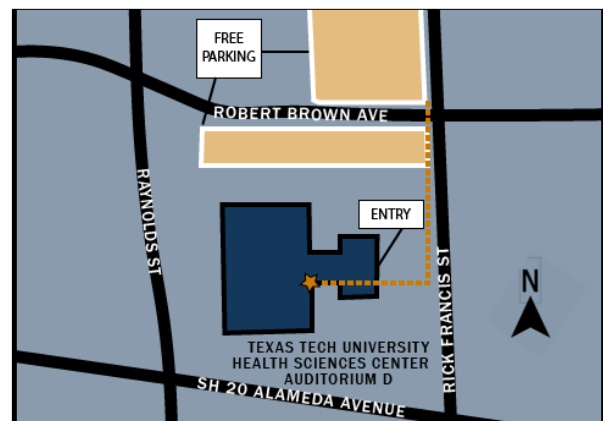 FREE
PARKING
ROBERT BROWN AVE
RAYNOLDS ST
ENTRY
RICK FRANCIS ST
N
TEXAS TECH UNIVERSITY
HEALTH SCIENCES CENTER
AUDITORIUM D
SH 20 ALAMEDA AVENUE